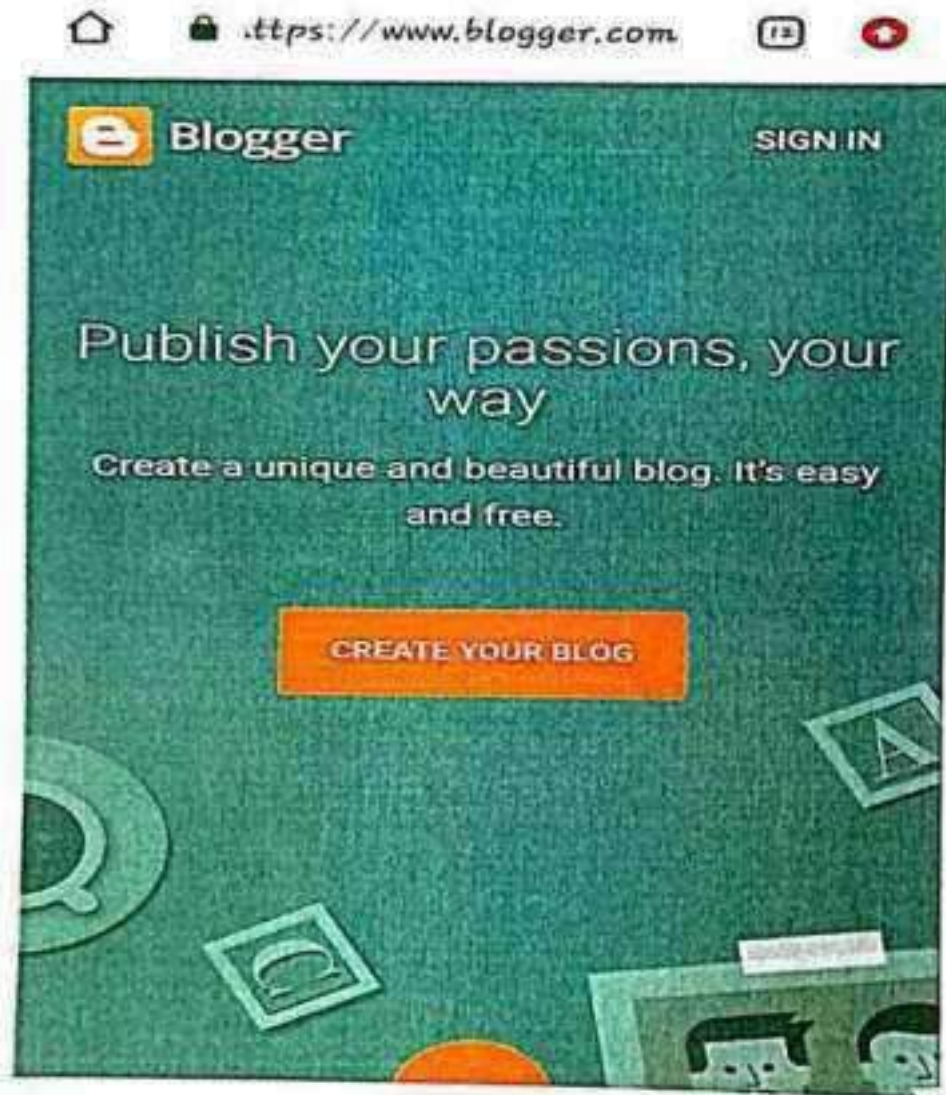 .ttps://www.blogger.com
12
Blogger
SIGN IN
Publish your passions, your
way
Create a unique and beautiful blog. It's easy
and free.
CREATE YOUR BLOG
A
C